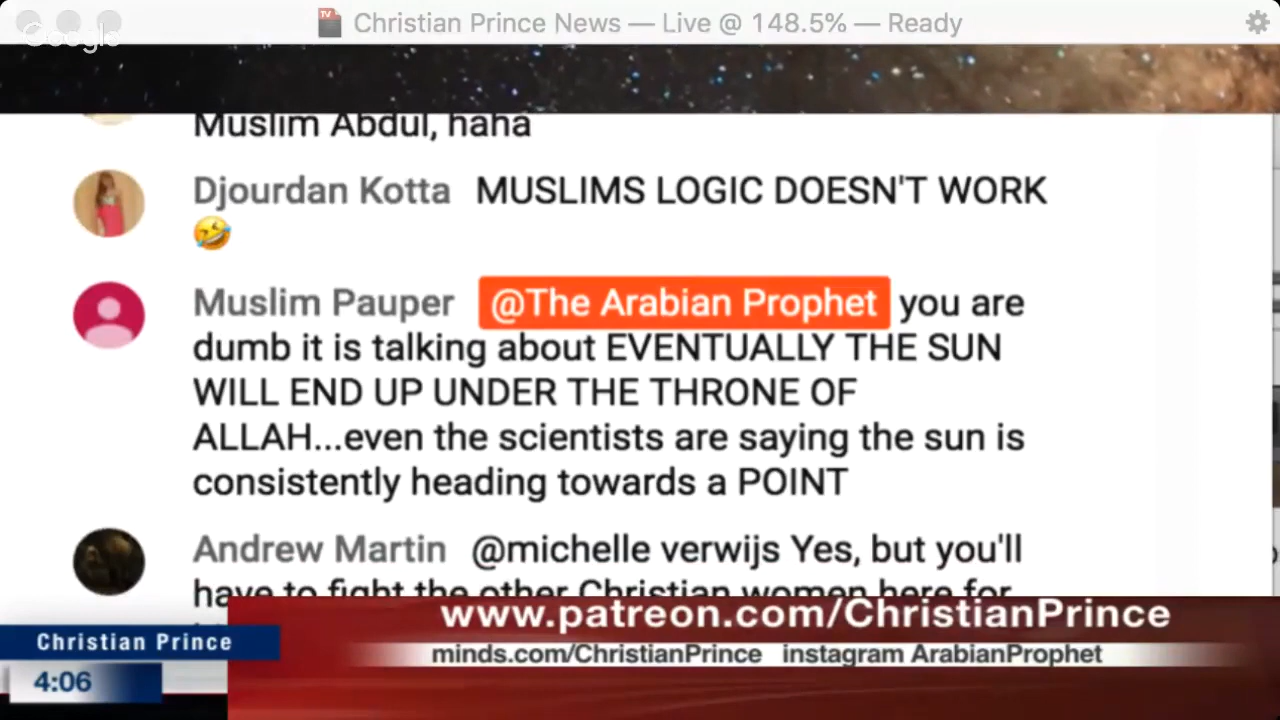 TV
Christian Prince News — Live @ 148.5% — Ready
Google
Muslim Abdul, haha
Djourdan Kotta MUSLIMS LOGIC DOESN'T WORK
🤣
Muslim Pauper @The Arabian Prophet you are
dumb it is talking about EVENTUALLY THE SUN
WILL END UP UNDER THE THRONE OF
ALLAH...even the scientists are saying the sun is
consistently heading towards a POINT
Andrew Martin @michelle verwijs Yes, but you'll
have to fight the other Christian women here for
www.patreon.com/ChristianPrince
Christian Prince
minds.com/ChristianPrince instagram ArabianProphet
4:06